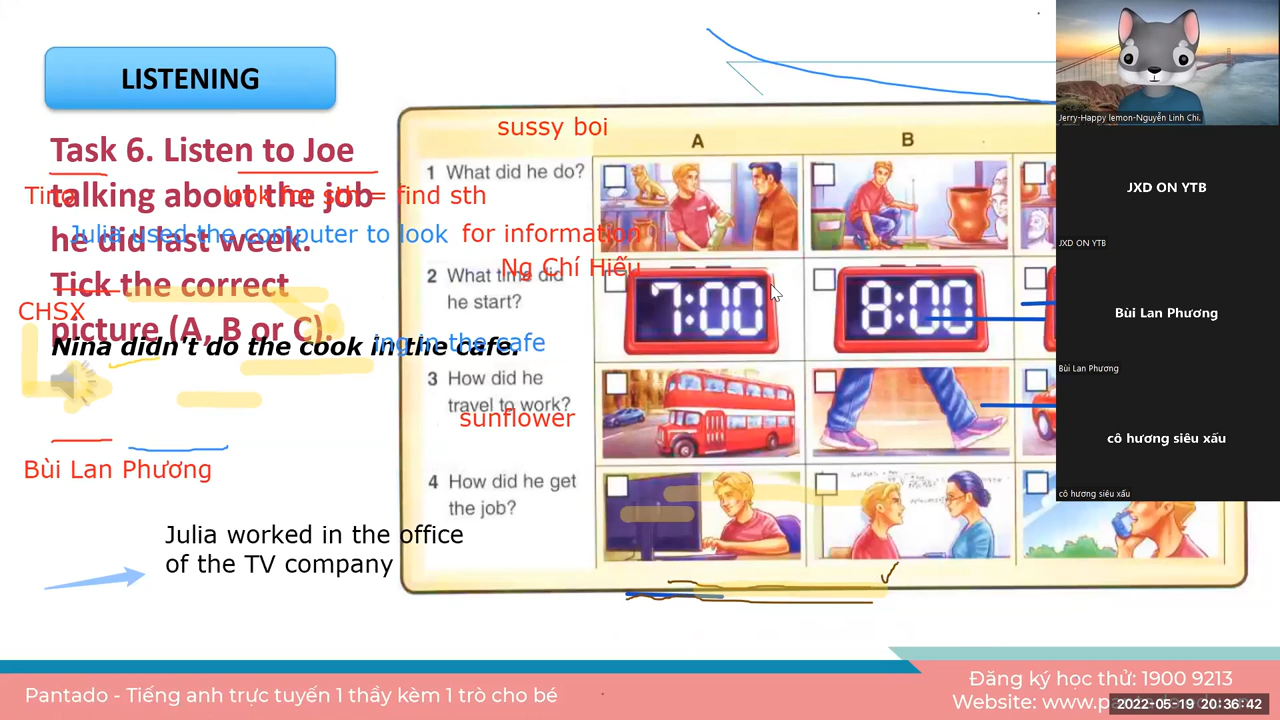 LISTENING
Task 6. Listen to Joe
talking about the job
he did last week.
Tick the correct
picture (A, B or C).
sussy boi
look for sth = find sth
Julia used the computer to look for information
Ng Chí Hiếu
CHSX
Nina didn't do the cook in the cafe.
ing in the cafe
sunflower
Bùi Lan Phương
Julia worked in the office
of the TV company
A
B
1 What did he do?
2 What time did
he start?
7:00
8:00
3 How did he
travel to work?
4 How did he get
the job?
Jerry-Happy lemon-Nguyễn Linh Chi.
JXD ON YTB
JXD ON YTB
Bùi Lan Phương
Bùi Lan Phương
cô hương siêu xấu
cô hương siêu xấu
Pantado - Tiếng anh trực tuyến 1 thầy kèm 1 trò cho bé
Đăng ký học thử: 1900 9213
Website: www.
2022-05-19 20:36:42